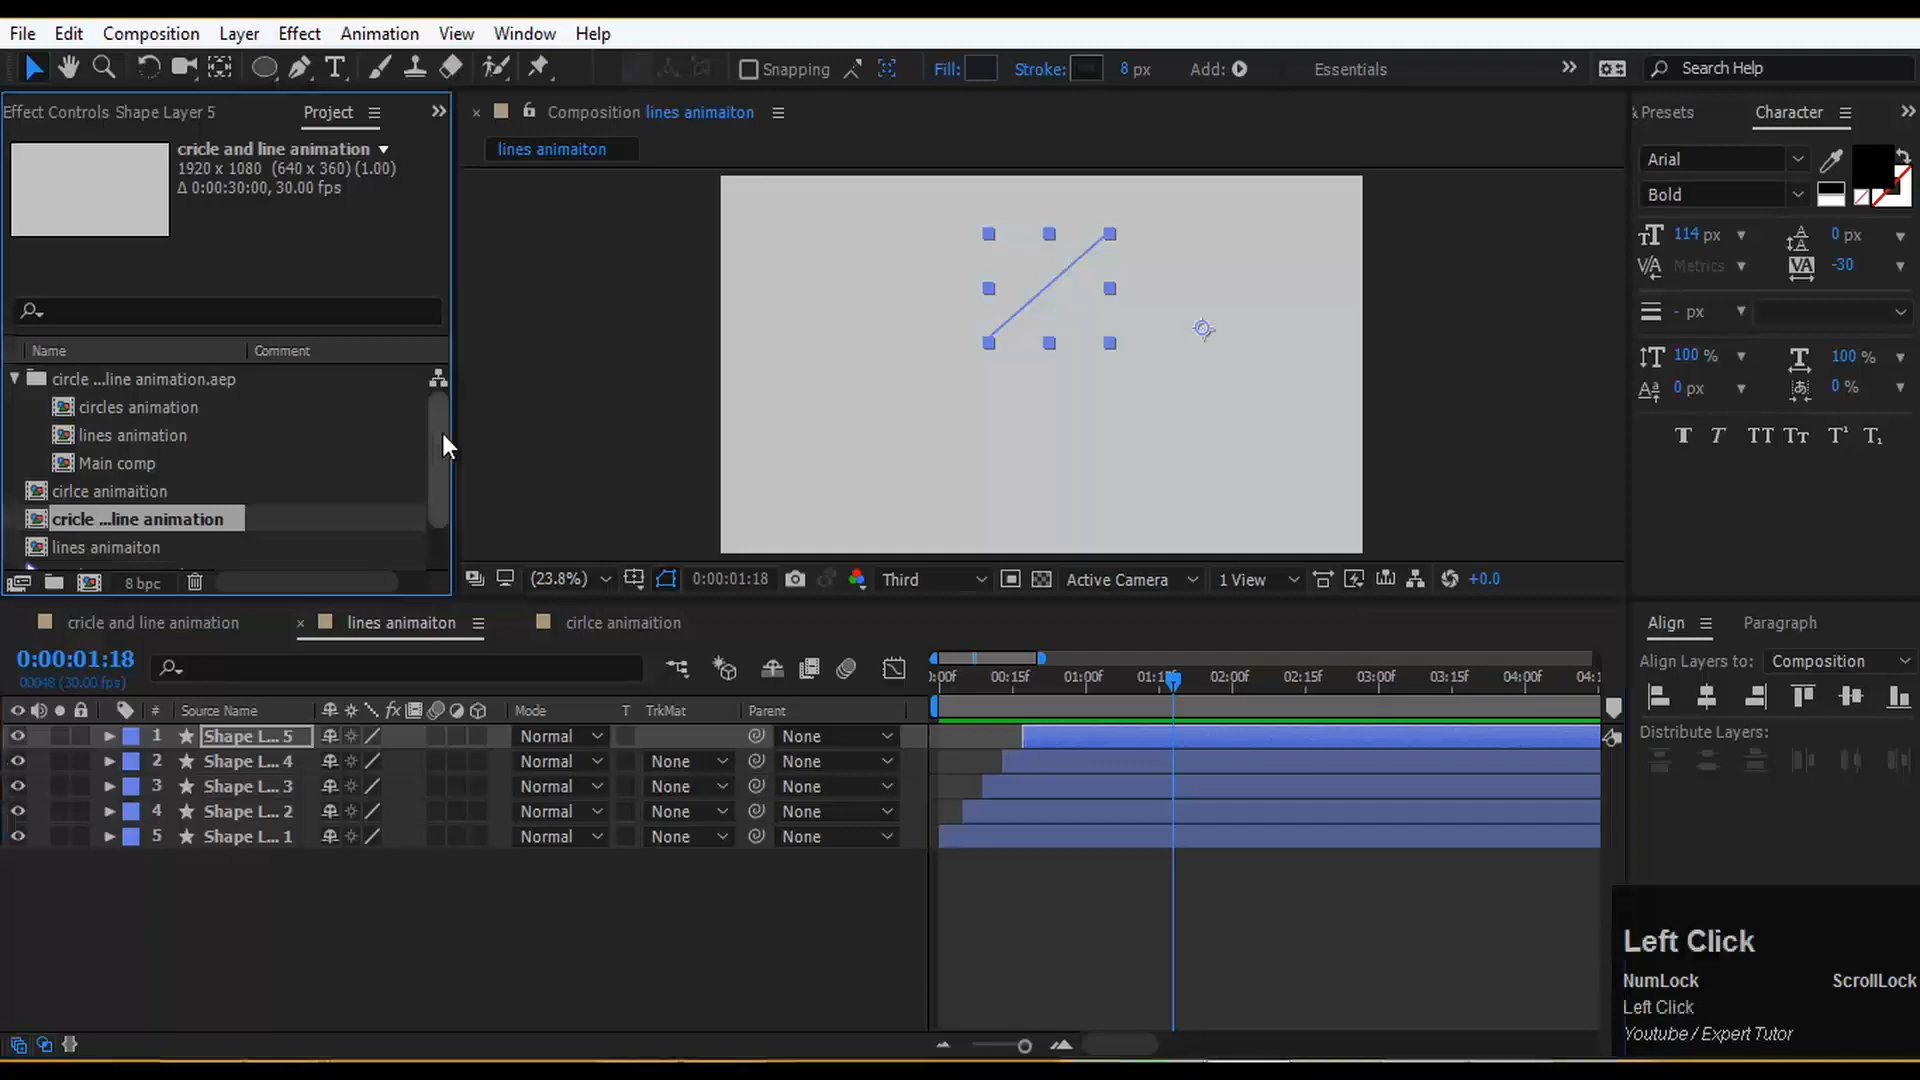 File Edit Composition Layer Effect Animation View Window Help
Snapping Fill: Stroke: 8 px Add: Essentials Search Help
Effect Controls Shape Layer 5 Project
Composition lines animaiton
Presets Character
lines animaiton
cricle and line animation
1920 x 1080 (640 x 360) (1.00)
Δ 0:00:30:00, 30.00 fps
Arial
Bold
114 px 0 px
Metrics -30
- px
100 % 100 %
0 px 0 %
Name Comment
circle ...line animation.aep
circles animation
lines animation
Main comp
cirlce animaition
cricle ...line animation
lines animaiton
8 bpc
(23.8%) 0:00:01:18 Third Active Camera 1 View +0.0
cricle and line animation lines animaiton cirlce animaition
Align Paragraph
0:00:01:18
00048 (30.00 fps)
Align Layers to: Composition
:00f 00:15f 01:00f 01:15f 02:00f 02:15f 03:00f 03:15f 04:00f 04:1
# Source Name Mode T TrkMat Parent
Distribute Layers:
1 Shape L... 5 Normal None
2 Shape L... 4 Normal None None
3 Shape L... 3 Normal None None
4 Shape L... 2 Normal None None
5 Shape L... 1 Normal None None
Left Click
NumLock ScrollLock
Left Click
Youtube / Expert Tutor